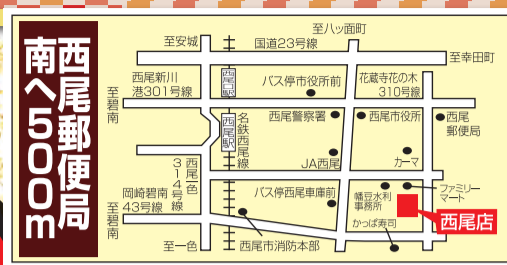 西尾郵便局
南へ500m
至八ッ面町
至安城
国道23号線
至幸田町
西尾新川
港301号線
西尾口駅
バス停市役所前
花蔵寺花の木
310号線
至碧南
西尾駅
名鉄西尾線
西尾警察署
西尾市役所
西尾
郵便局
西尾一色
314号線
JA西尾
カーマ
岡崎碧南
43号線
バス停西尾車庫前
幡豆水利
事務所
ファミリー
マート
至碧南
かっぱ寿司
西尾店
至一色
西尾市消防本部